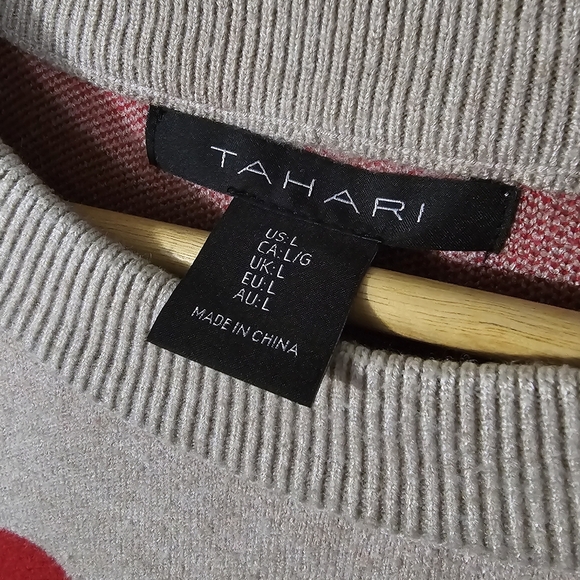 TAHARI
US:L
CA:L/G
UK:L
EU:L
AU:L
MADE IN CHINA